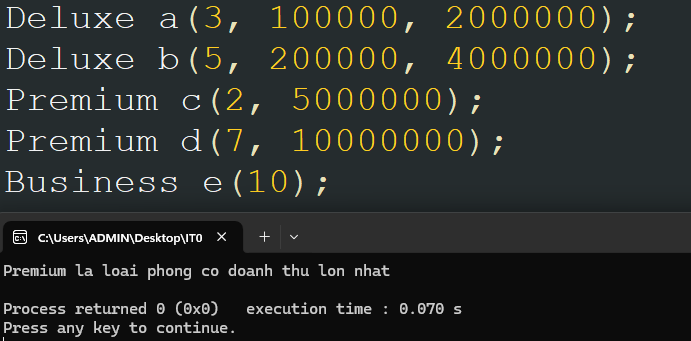 Deluxe a(3, 100000, 2000000);
Deluxe b(5, 200000, 4000000);
Premium c(2, 5000000);
Premium d(7, 10000000);
Business e(10);
C:\Users\ADMIN\Desktop\IT0
Premium la loai phong co doanh thu lon nhat
Process returned 0 (0x0)   execution time : 0.070 s
Press any key to continue.